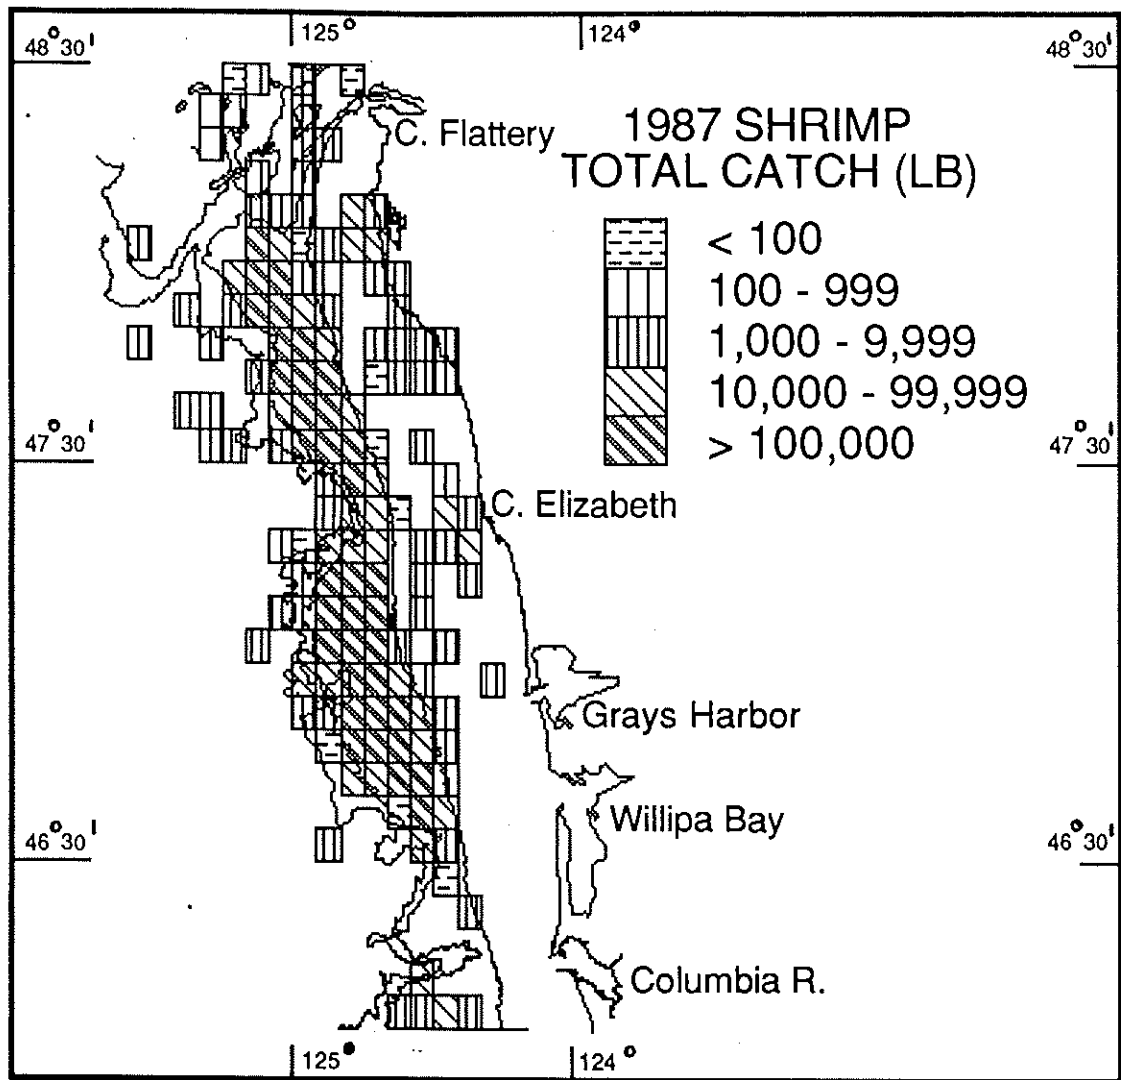 125° 124°
48°30' 48°30'
C. Flattery
1987 SHRIMP
TOTAL CATCH (LB)
< 100
100 - 999
1,000 - 9,999
10,000 - 99,999
> 100,000
47°30' 47°30'
C. Elizabeth
Grays Harbor
Willipa Bay
46°30' 46°30'
Columbia R.
125° 124°